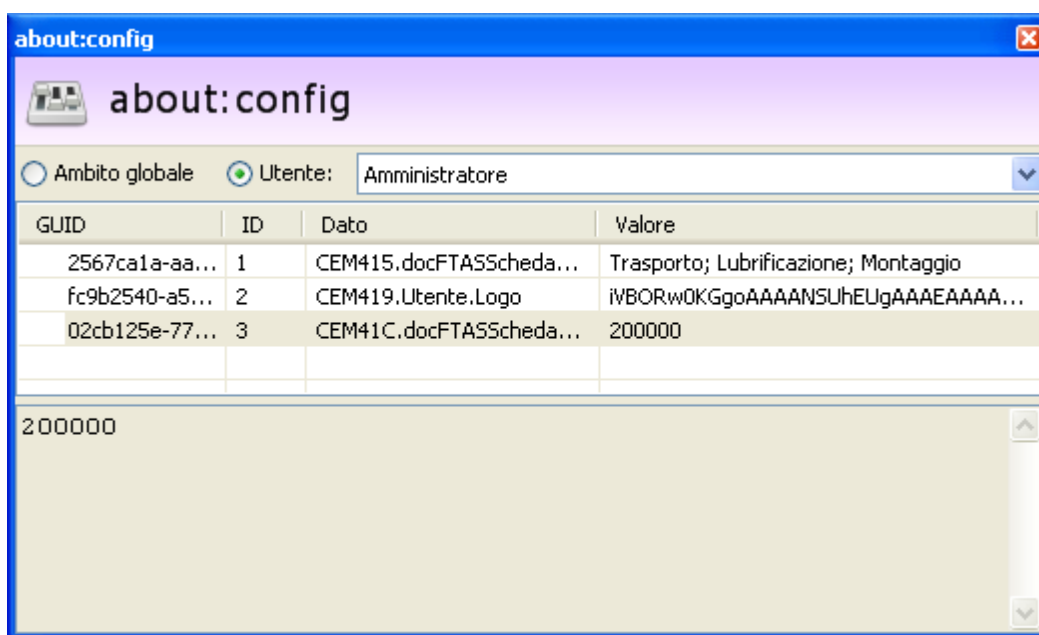 about:config
about:config
Ambito globale Utente: Amministratore
GUID ID Dato Valore
2567ca1a-aa... 1 CEM415.docFTASScheda... Trasporto; Lubrificazione; Montaggio
fc9b2540-a5... 2 CEM419.Utente.Logo iVBORw0KGgoAAAANSUhEUgAAAEAAAA...
02cb125e-77... 3 CEM41C.docFTASScheda... 200000
200000